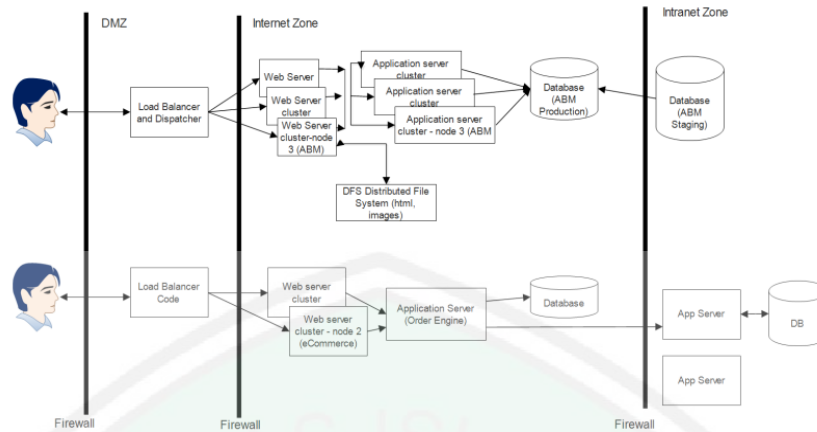 DMZ
Internet Zone
Intranet Zone
Load Balancer
and Dispatcher
Web Server
Web Server
cluster
Web Server
cluster-node
3 (ABM)
Application server
cluster
Application server
cluster
Application server
cluster - node 3 (ABM
Database
(ABM
Production)
Database
(ABM
Staging)
DFS Distributed File
System (html,
images)
Load Balancer
Code
Web server
cluster
Web server
cluster - node 2
(eCommerce)
Application Server
(Order Engine)
Database
App Server
DB
App Server
Firewall
Firewall
Firewall